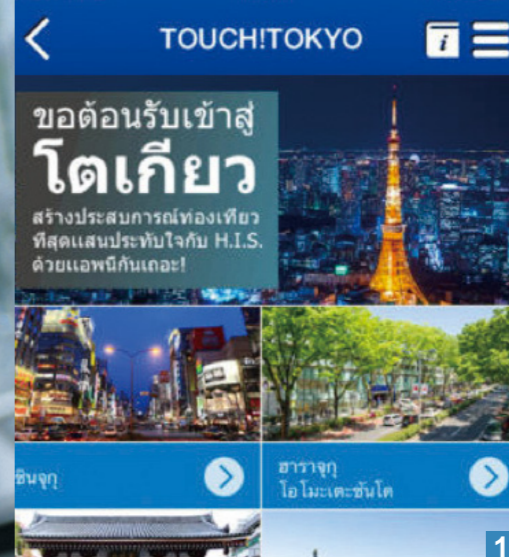 TOUCH!TOKYO
i
ขอต้อนรับเข้าสู่
โตเกียว
สร้างประสบการณ์ท่องเที่ยว
ที่สุดแสนประทับใจกับ H.I.S.
ด้วยแอพนี้กันเถอะ!
ชินจูกุ
ฮาราจูกุ
โอโมะเตะซันโด
1